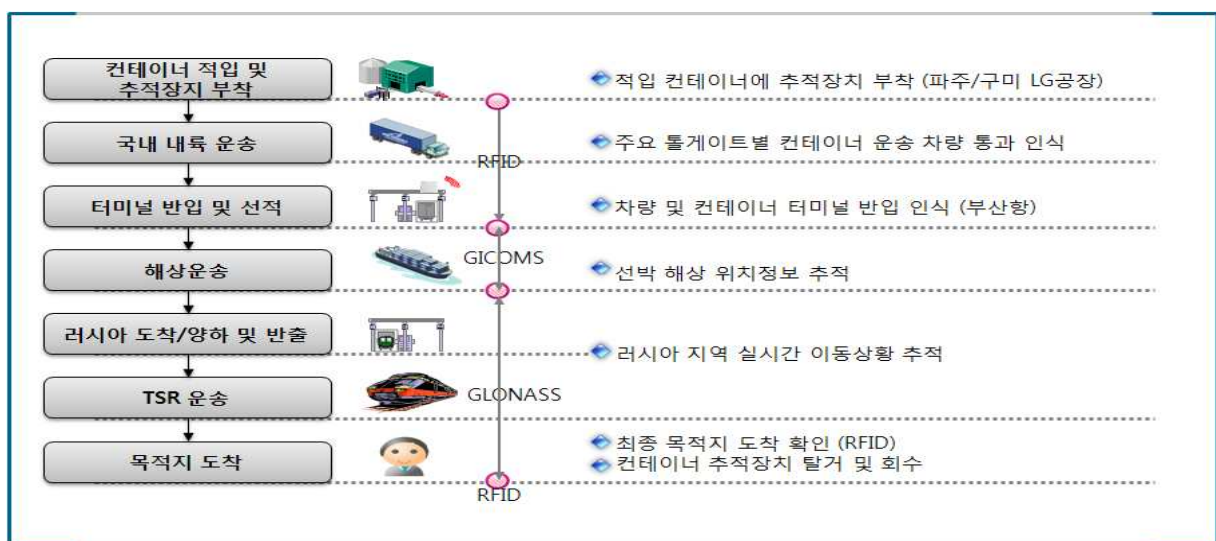 컨테이너 적입 및
추적장지 부착
적입 컨테이너에 추적장치 부착 (파주/구미 LG공장)
국내 내륙 운송
RFID
주요 톨게이트별 컨테이너 운송 차량 통과 인식
터미널 반입 및 선적
차량 및 컨테이너 터미널 반입 인식 (부산항)
해상운송
GICOMS
선박 해상 위치정보 추적
러시아 도착/양하 및 반출
러시아 지역 실시간 이동상황 추적
TSR 운송
GLONASS
목적지 도착
최종 목적지 도착 확인 (RFID)
컨테이너 추적장치 탈거 및 회수
RFID